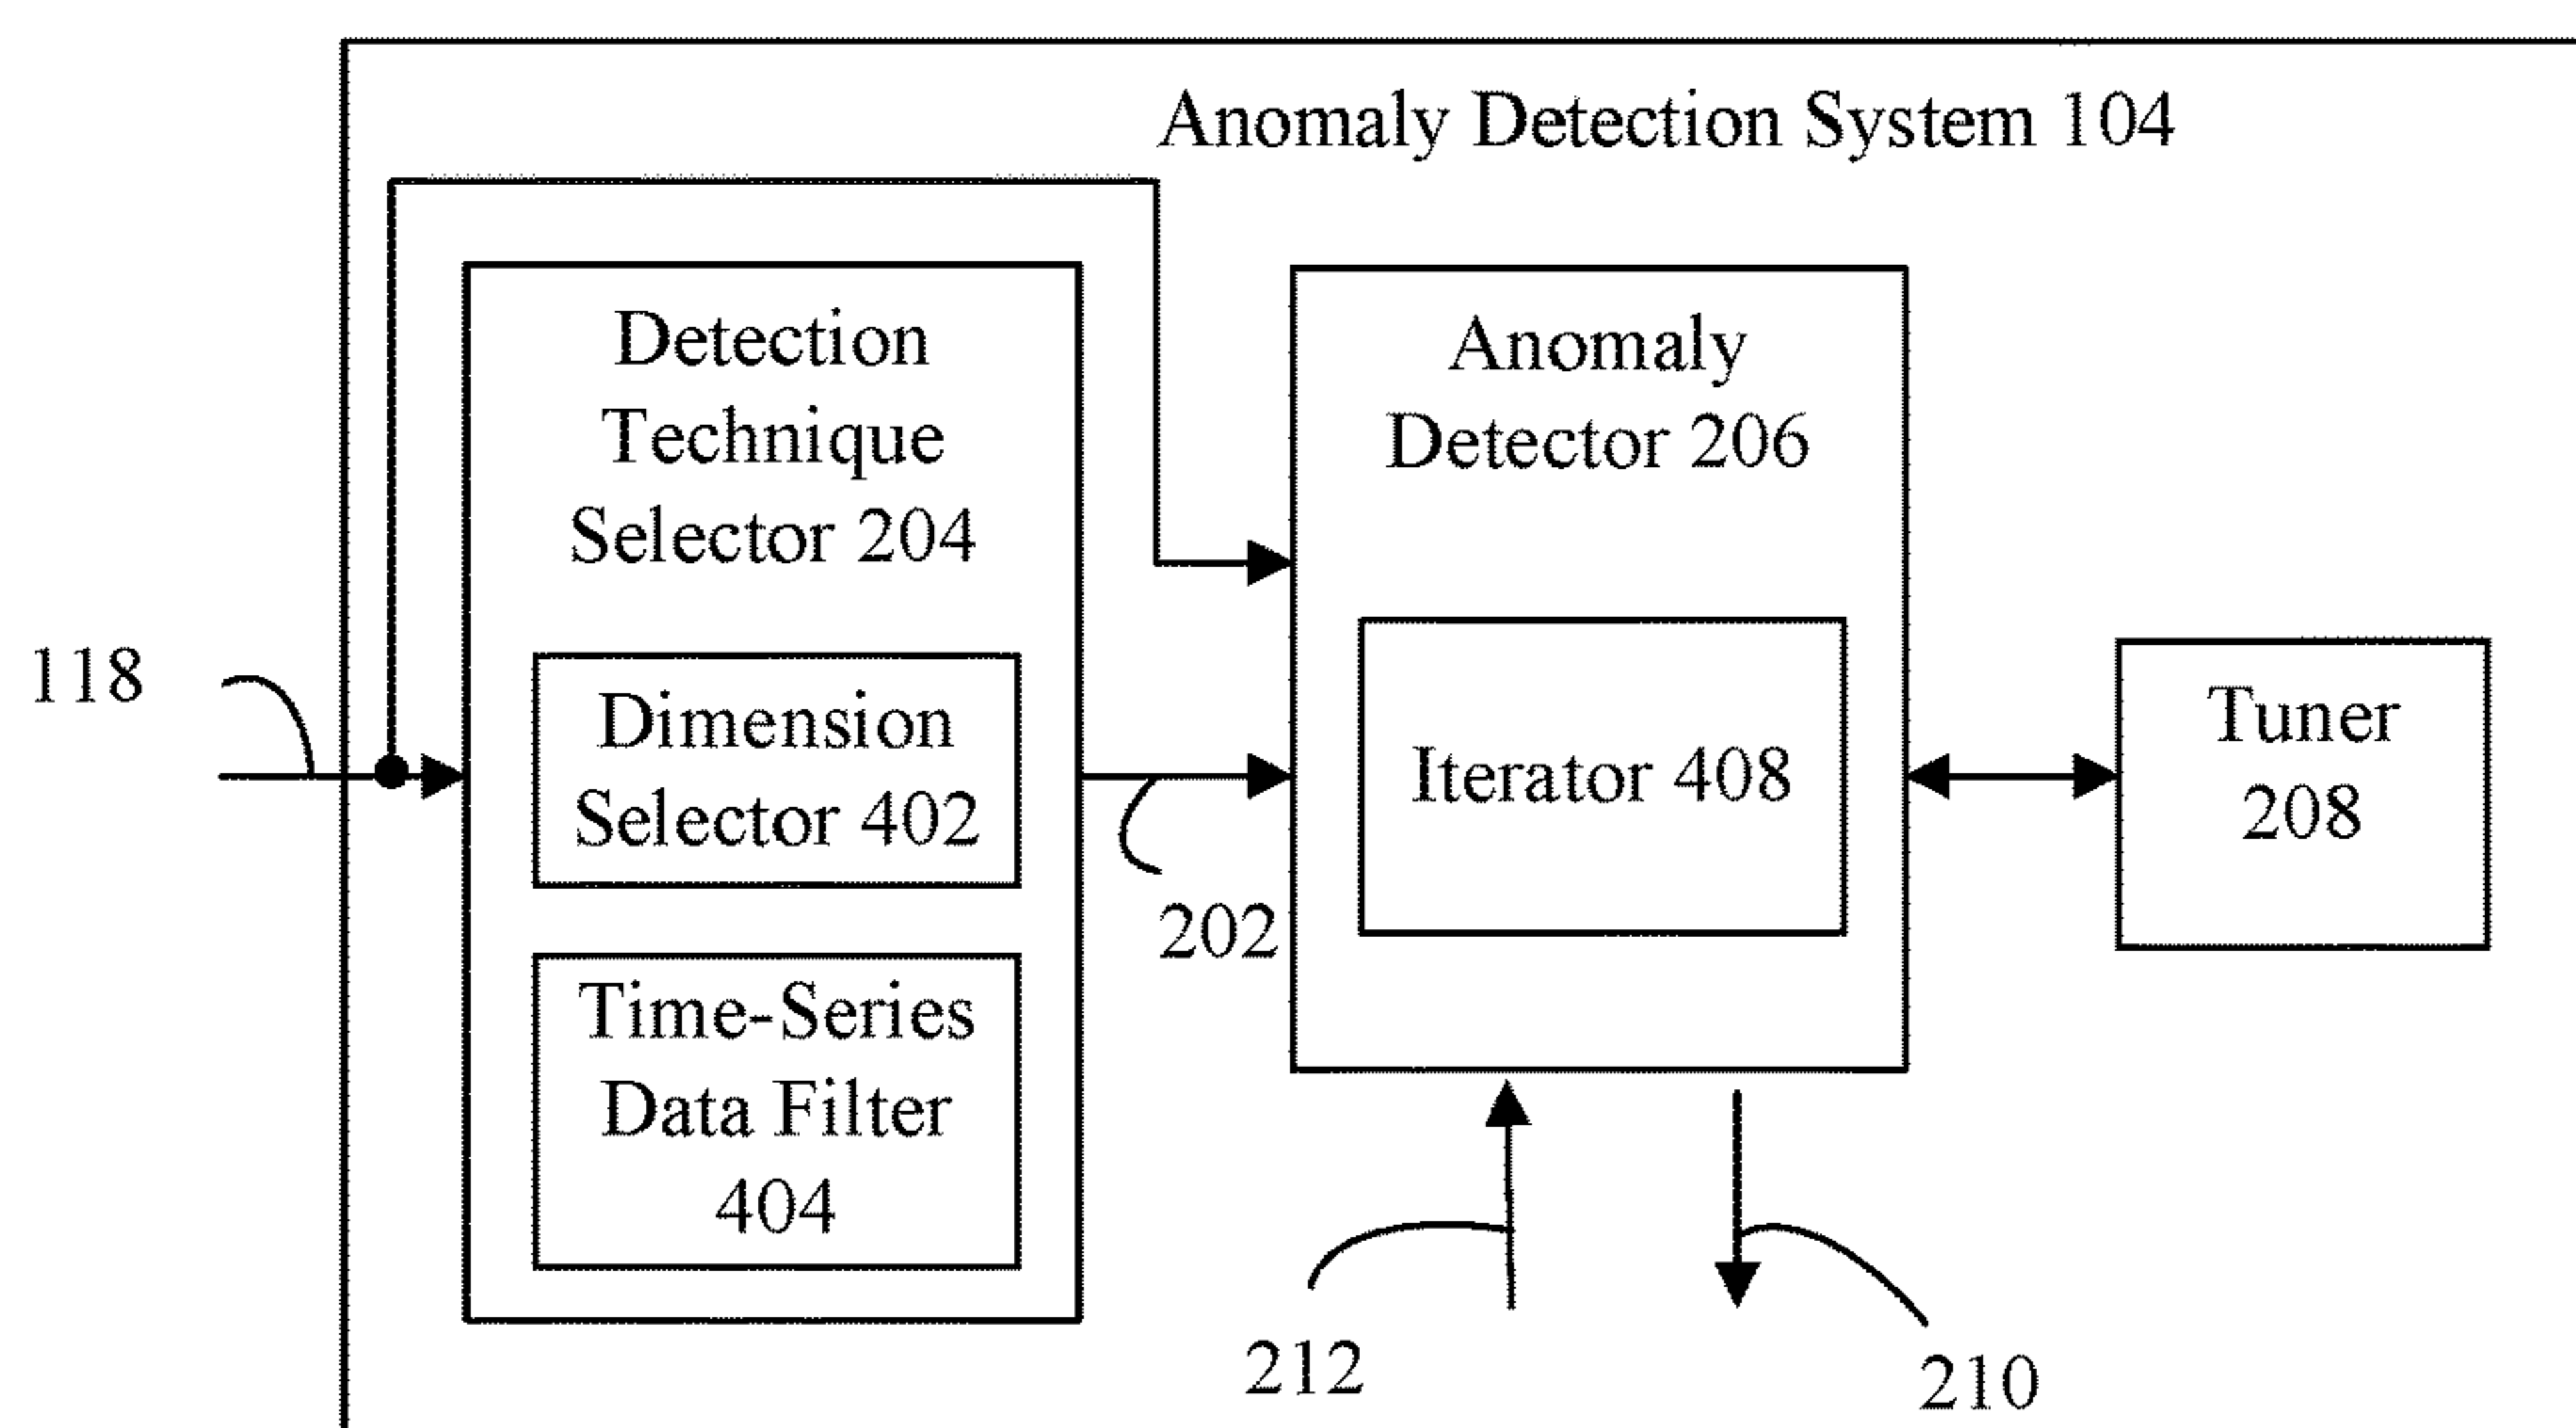 Anomaly Detection System 104
Detection
Technique
Selector 204
Anomaly
Detector 206
118
Dimension
Selector 402
Iterator 408
Tuner
208
202
Time-Series
Data Filter
404
212
210